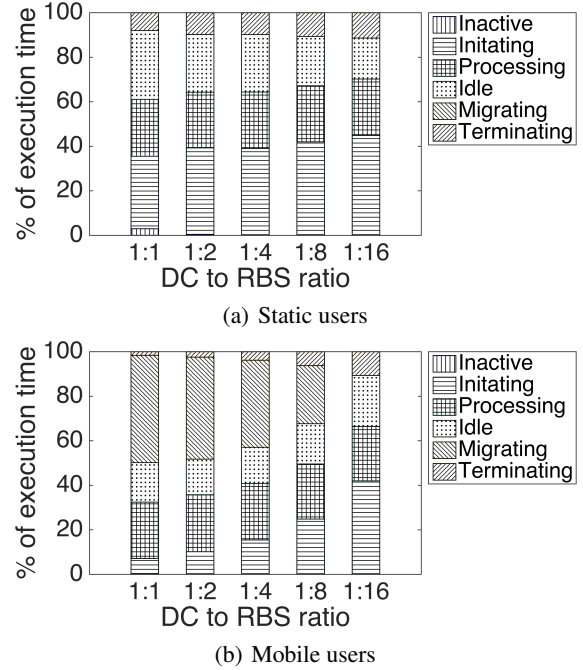 100
80
60
40
20
0
% of execution time
1:1 1:2 1:4 1:8 1:16
DC to RBS ratio
Inactive
Initating
Processing
Idle
Migrating
Terminating
(a) Static users
100
80
60
40
20
0
% of execution time
1:1 1:2 1:4 1:8 1:16
DC to RBS ratio
Inactive
Initating
Processing
Idle
Migrating
Terminating
(b) Mobile users